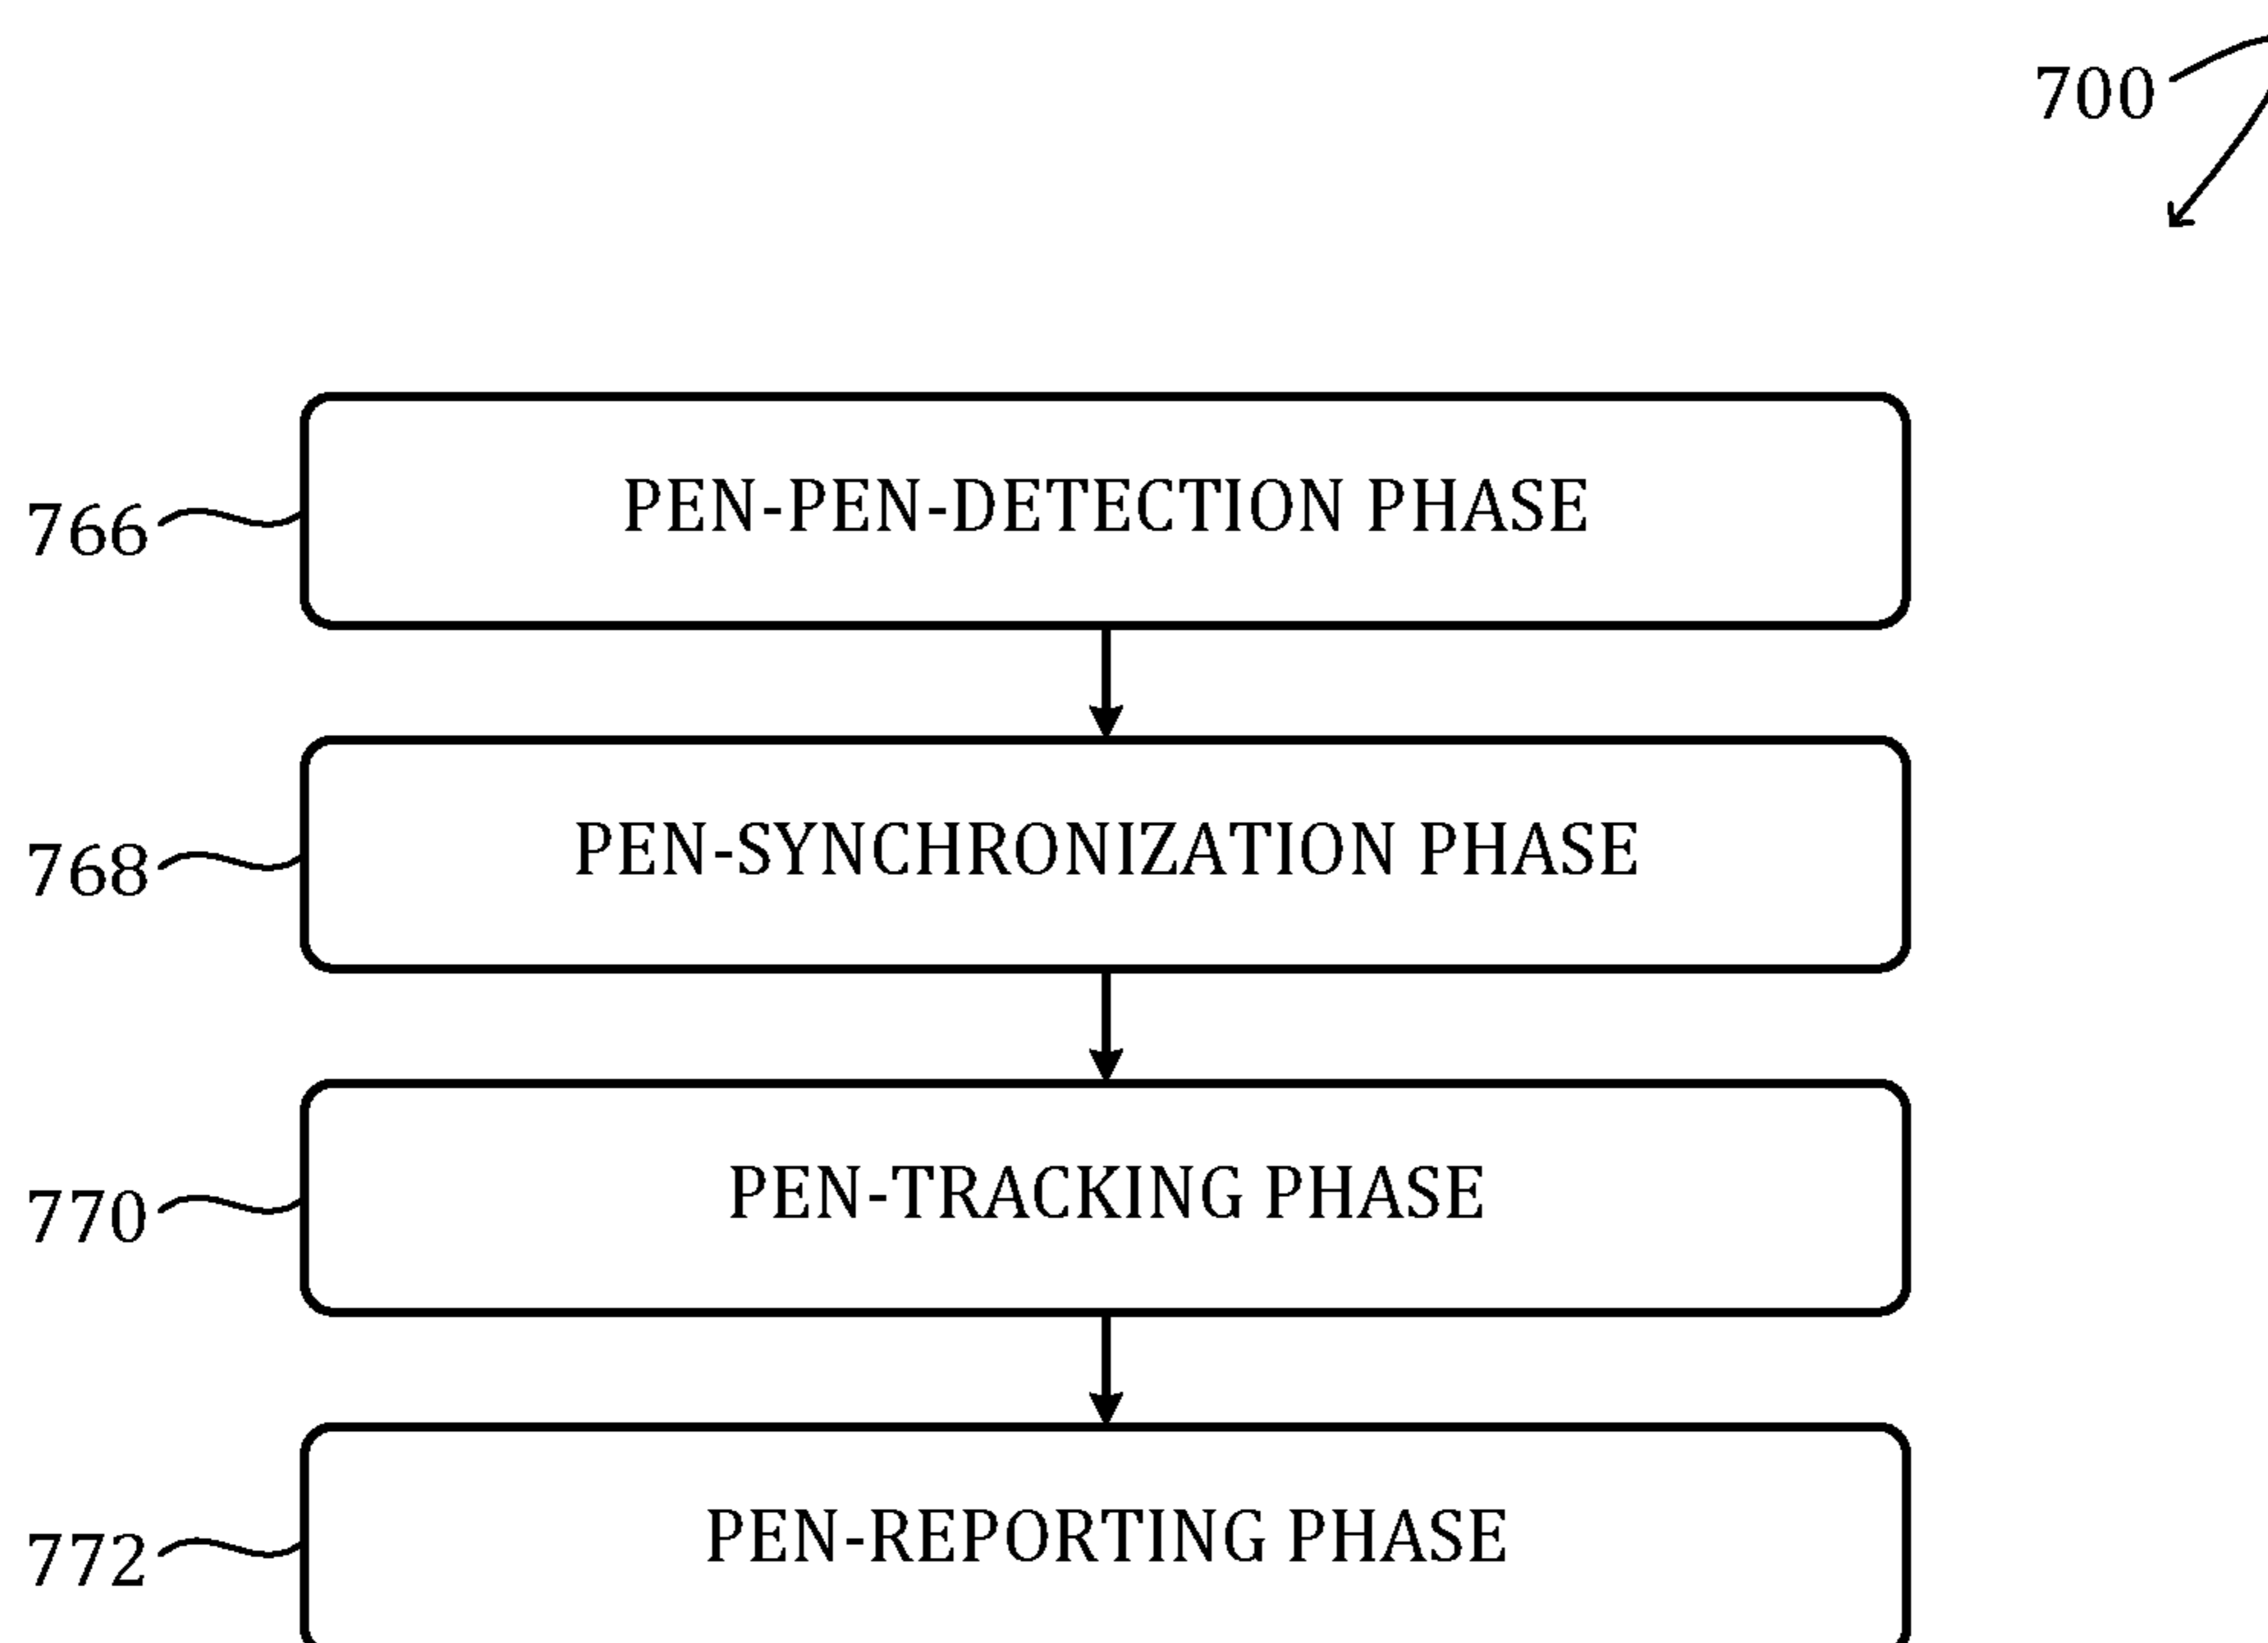 700
766 PEN-PEN-DETECTION PHASE
768 PEN-SYNCHRONIZATION PHASE
770 PEN-TRACKING PHASE
772 PEN-REPORTING PHASE